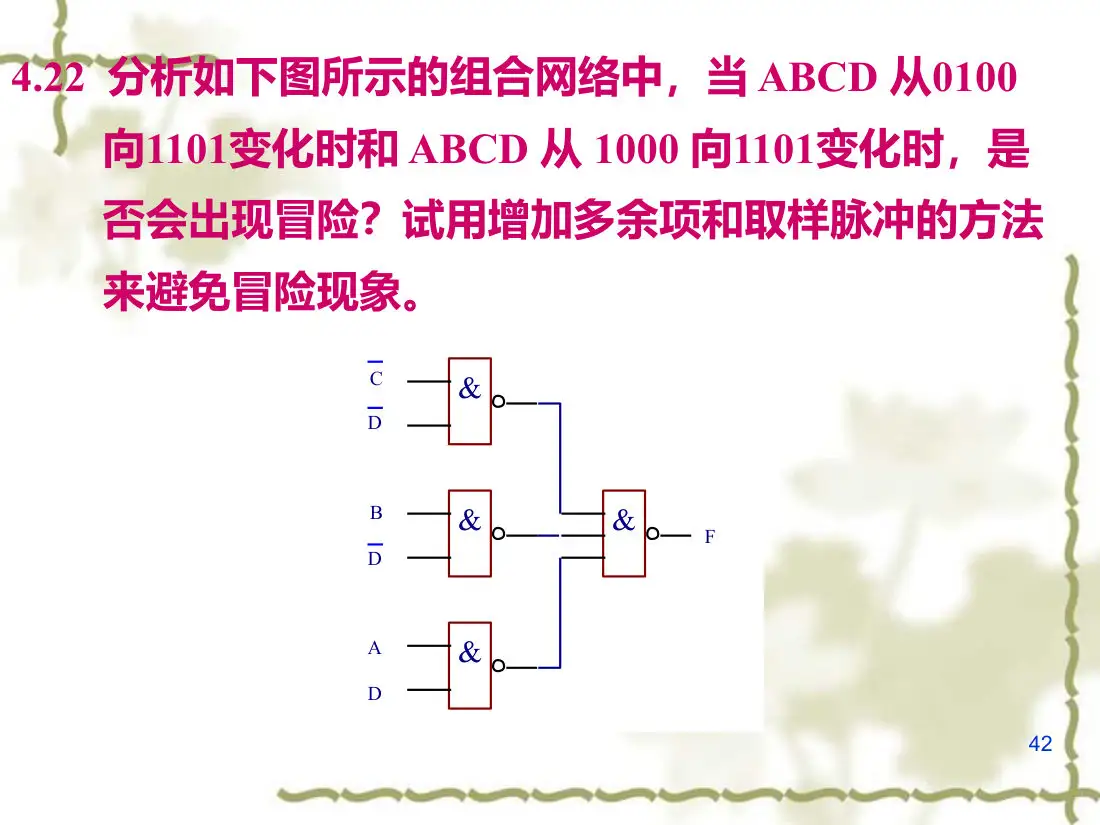 4.22 分析如下图所示的组合网络中，当 ABCD 从0100
向1101变化时和 ABCD 从 1000 向1101变化时，是
否会出现冒险？试用增加多余项和取样脉冲的方法
来避免冒险现象。
C̅
&
D̅
B
&
&
F
D̅
A
&
D
42